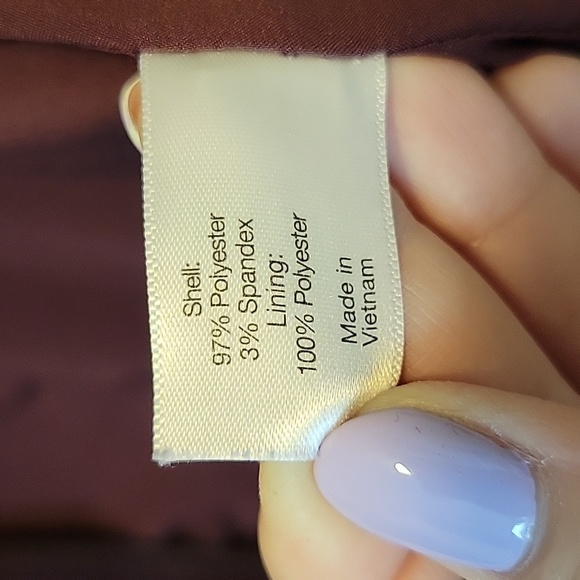 Shell:
97% Polyester
3% Spandex
Lining:
100% Polyester
Made in
Vietnam